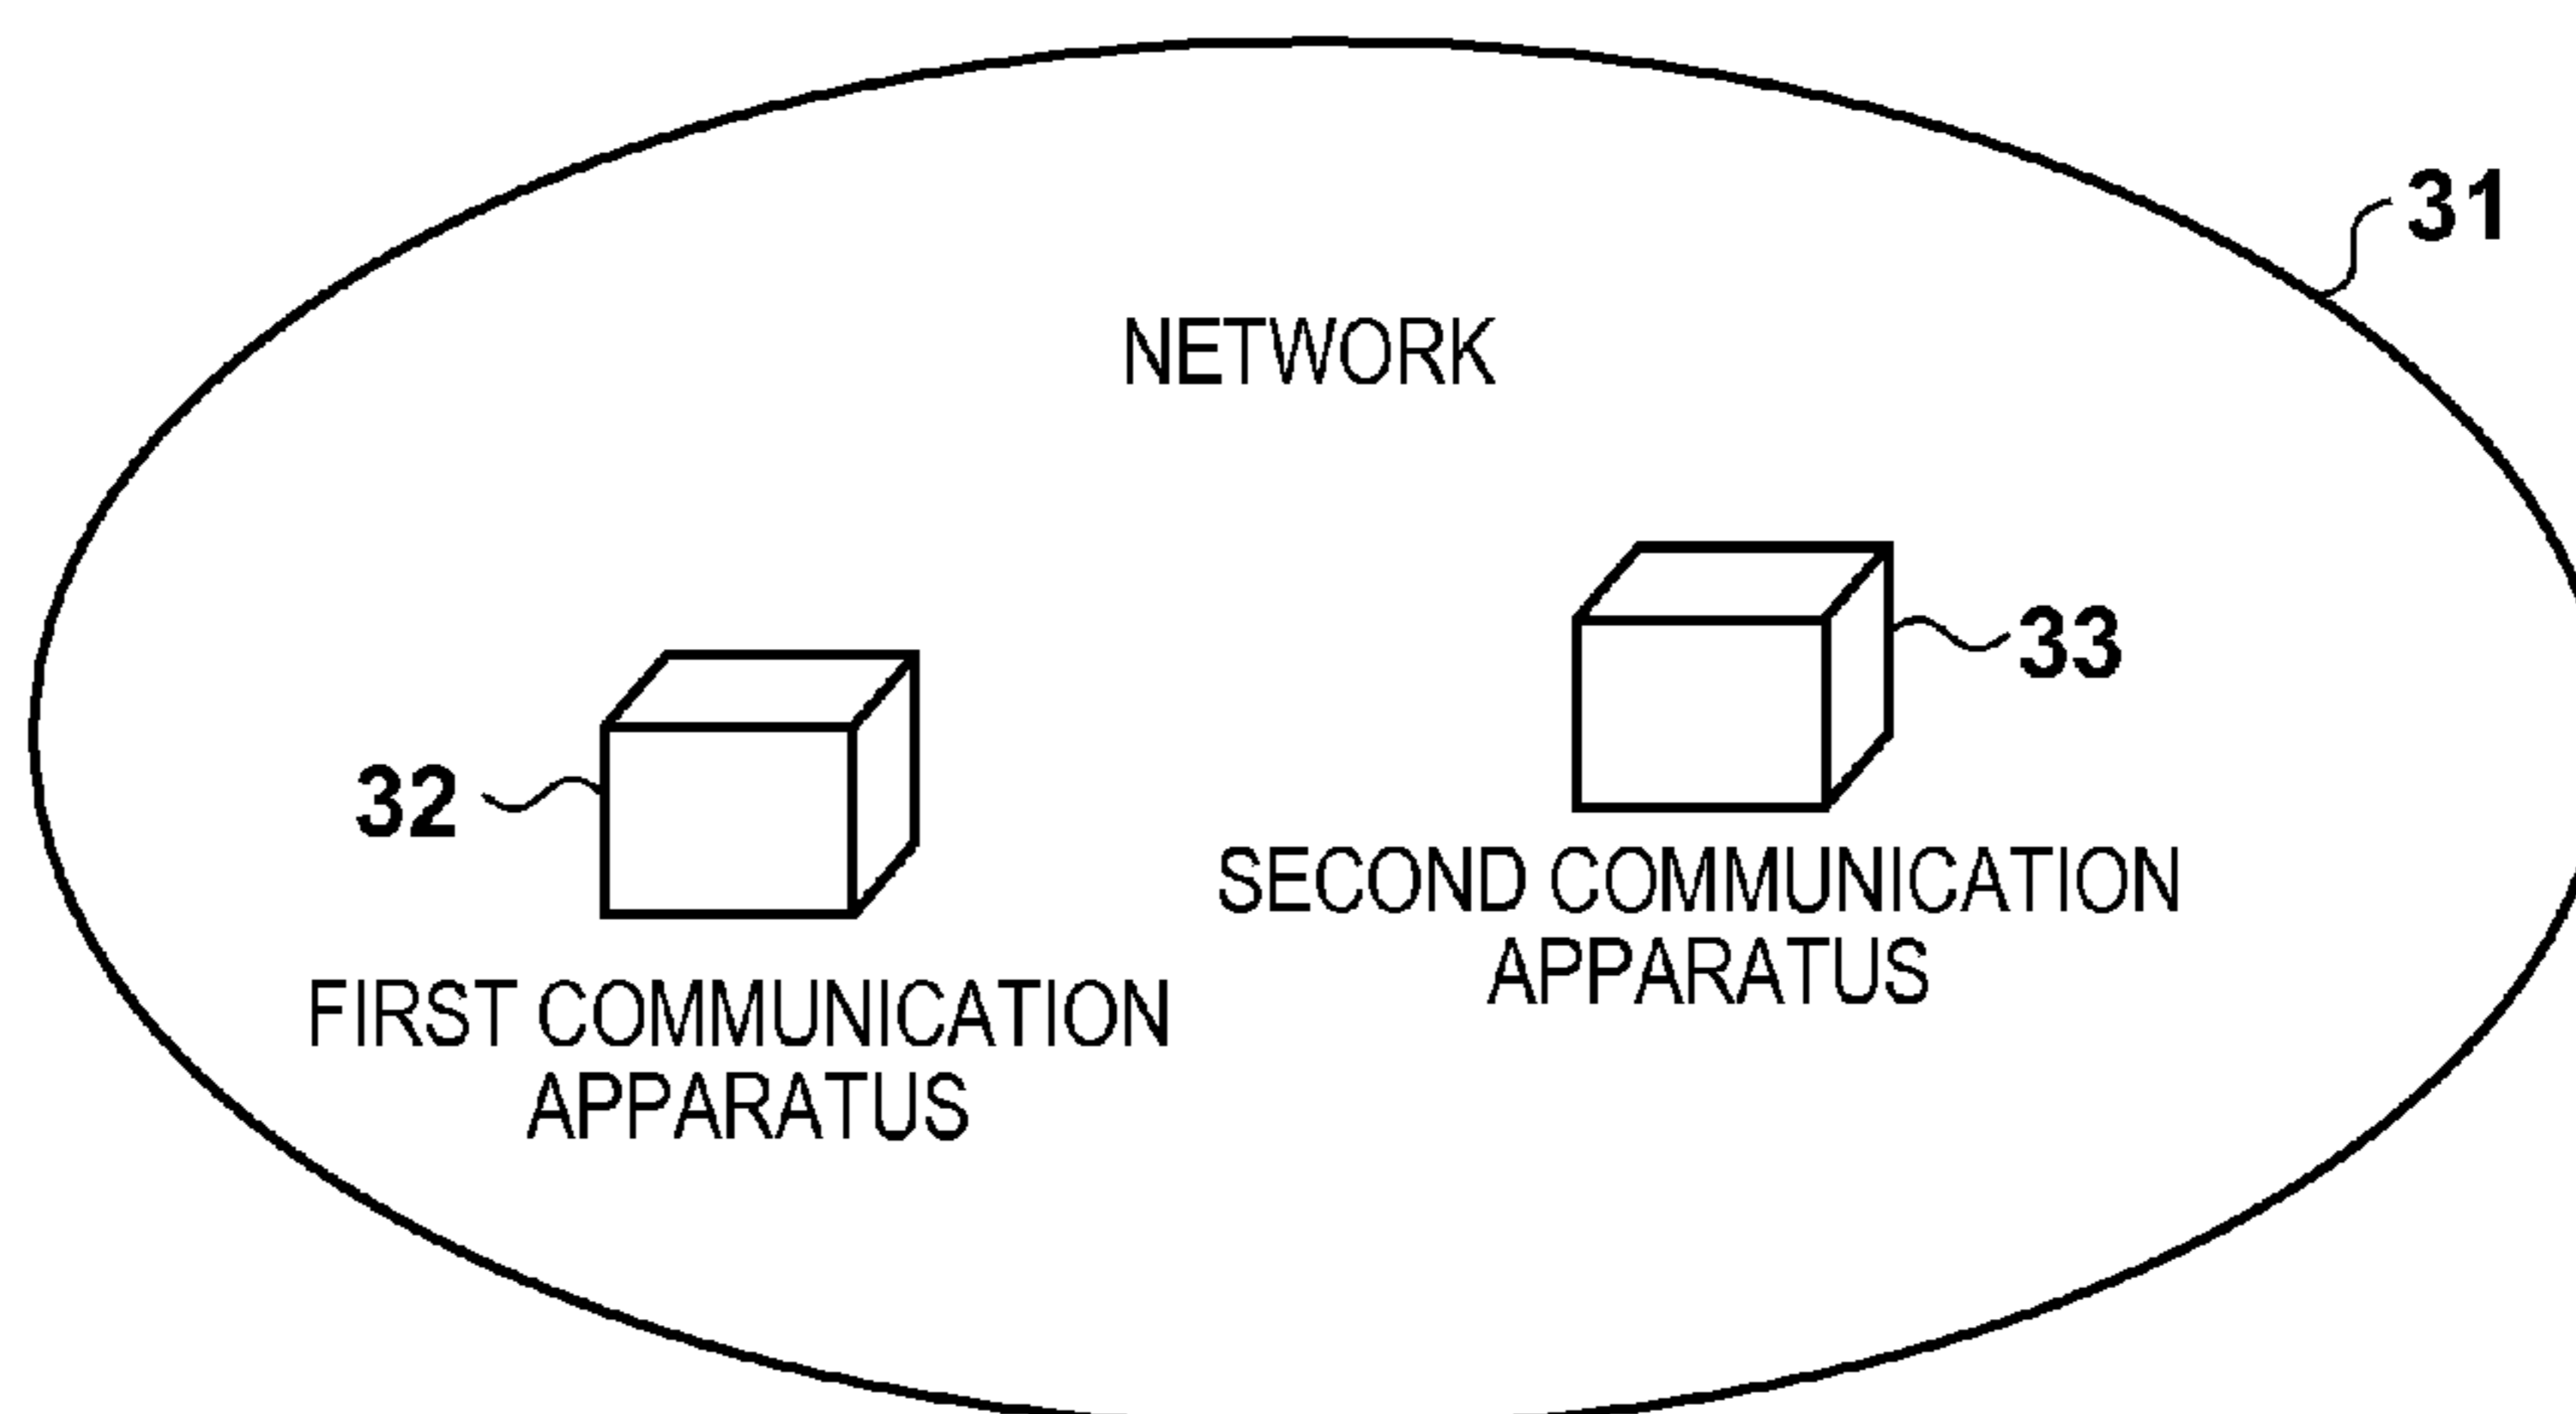 31
NETWORK
33
32
SECOND COMMUNICATION
APPARATUS
FIRST COMMUNICATION
APPARATUS